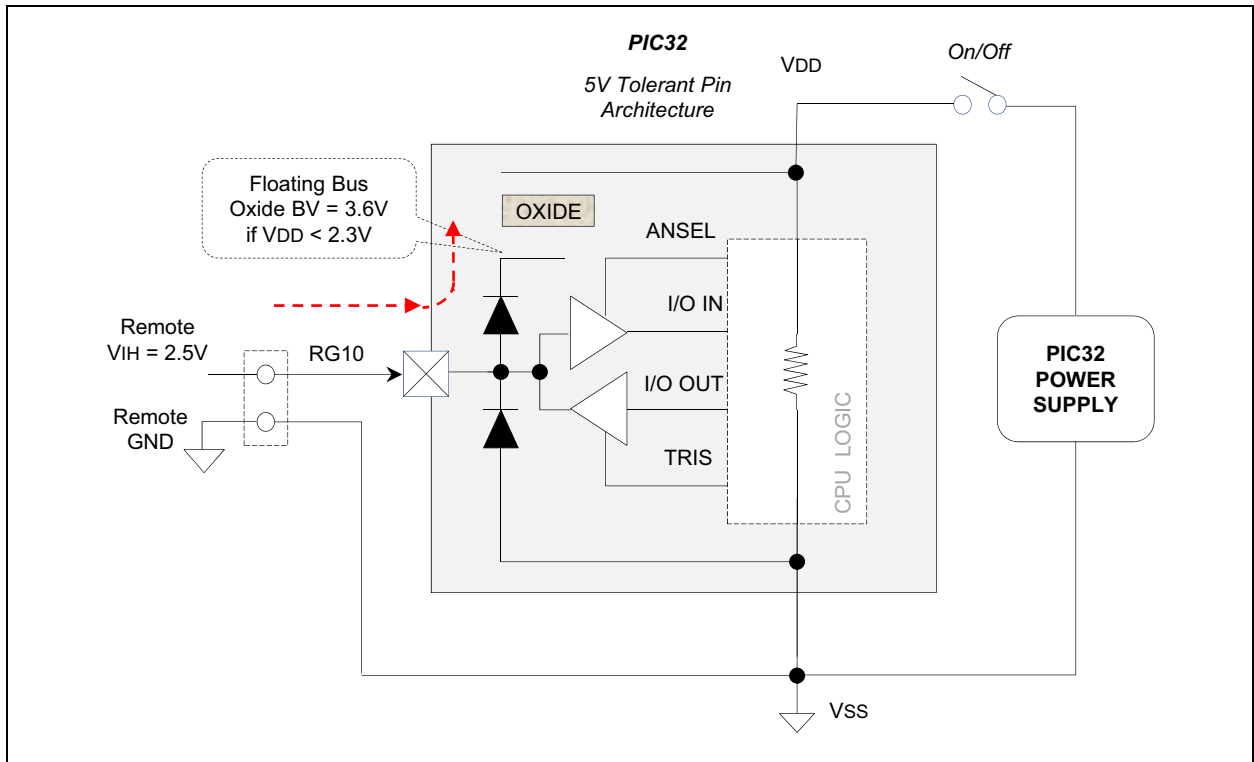 PIC32
5V Tolerant Pin
Architecture
VDD
On/Off
Floating Bus
Oxide BV = 3.6V
if VDD < 2.3V
OXIDE
ANSEL
I/O IN
Remote
VIH = 2.5V
RG10
I/O OUT
Remote
GND
TRIS
CPU LOGIC
PIC32
POWER
SUPPLY
VSS